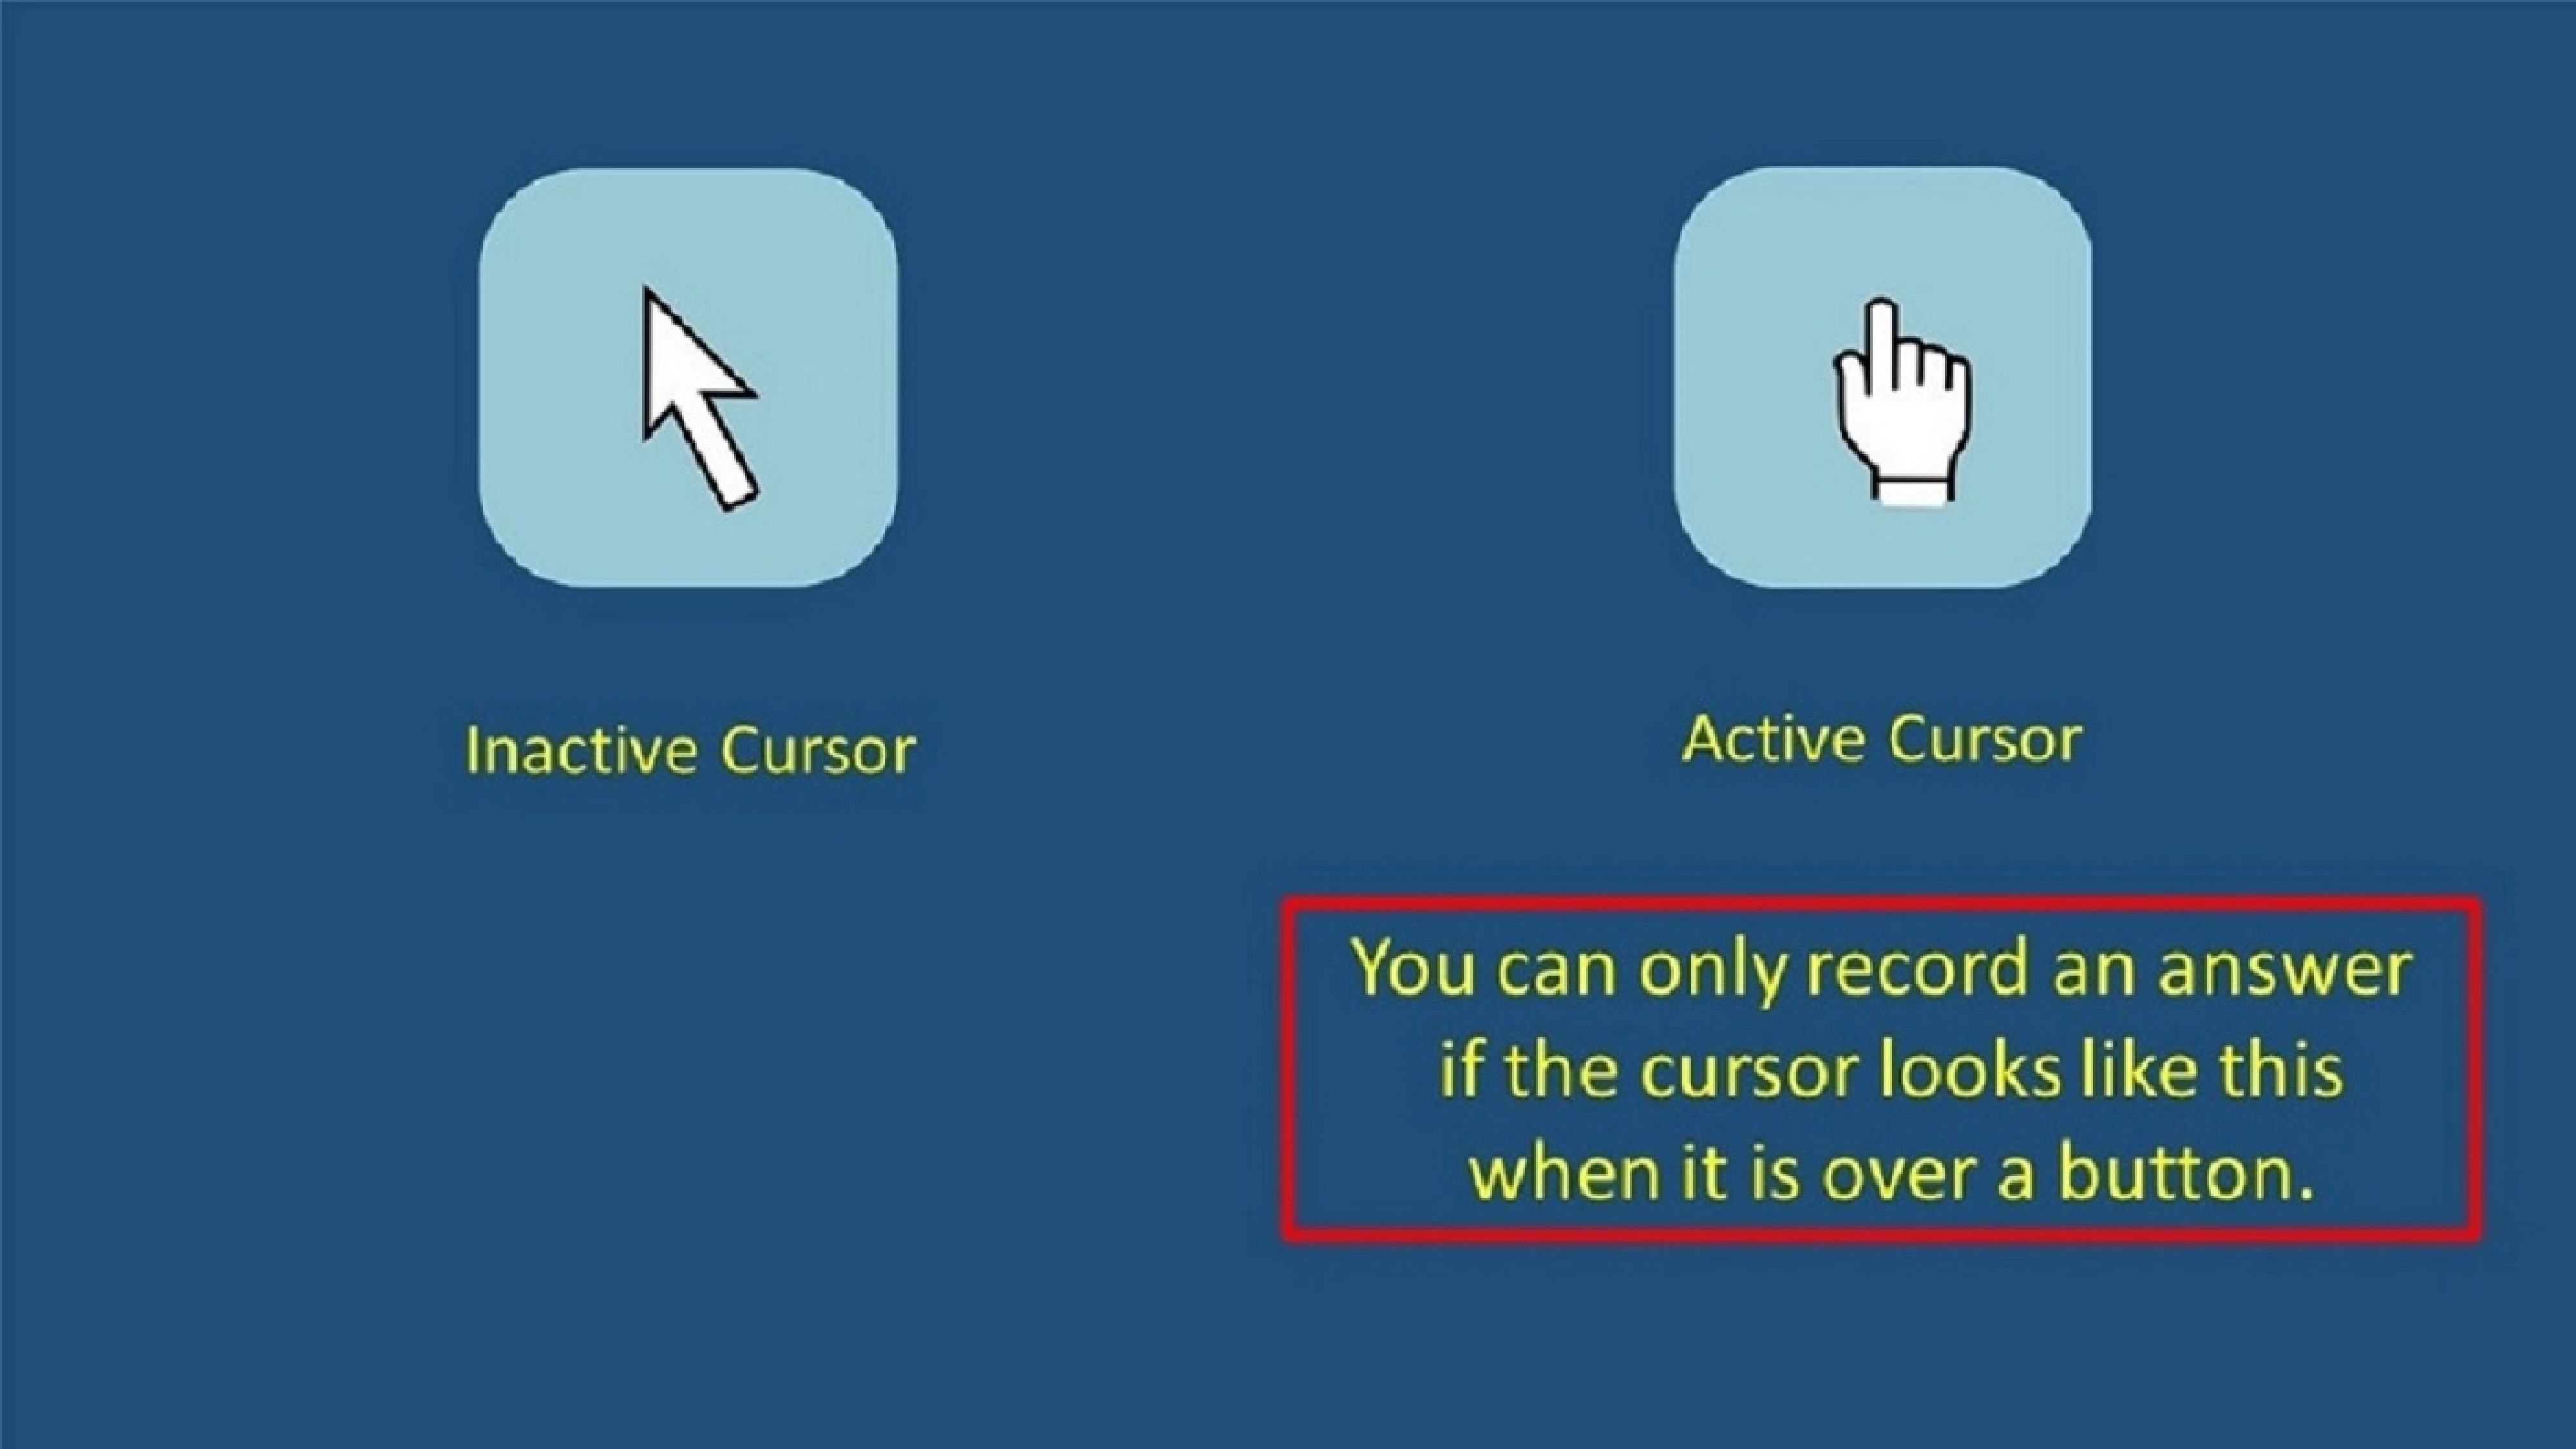 Inactive Cursor
Active Cursor
You can only record an answer
if the cursor looks like this
when it is over a button.